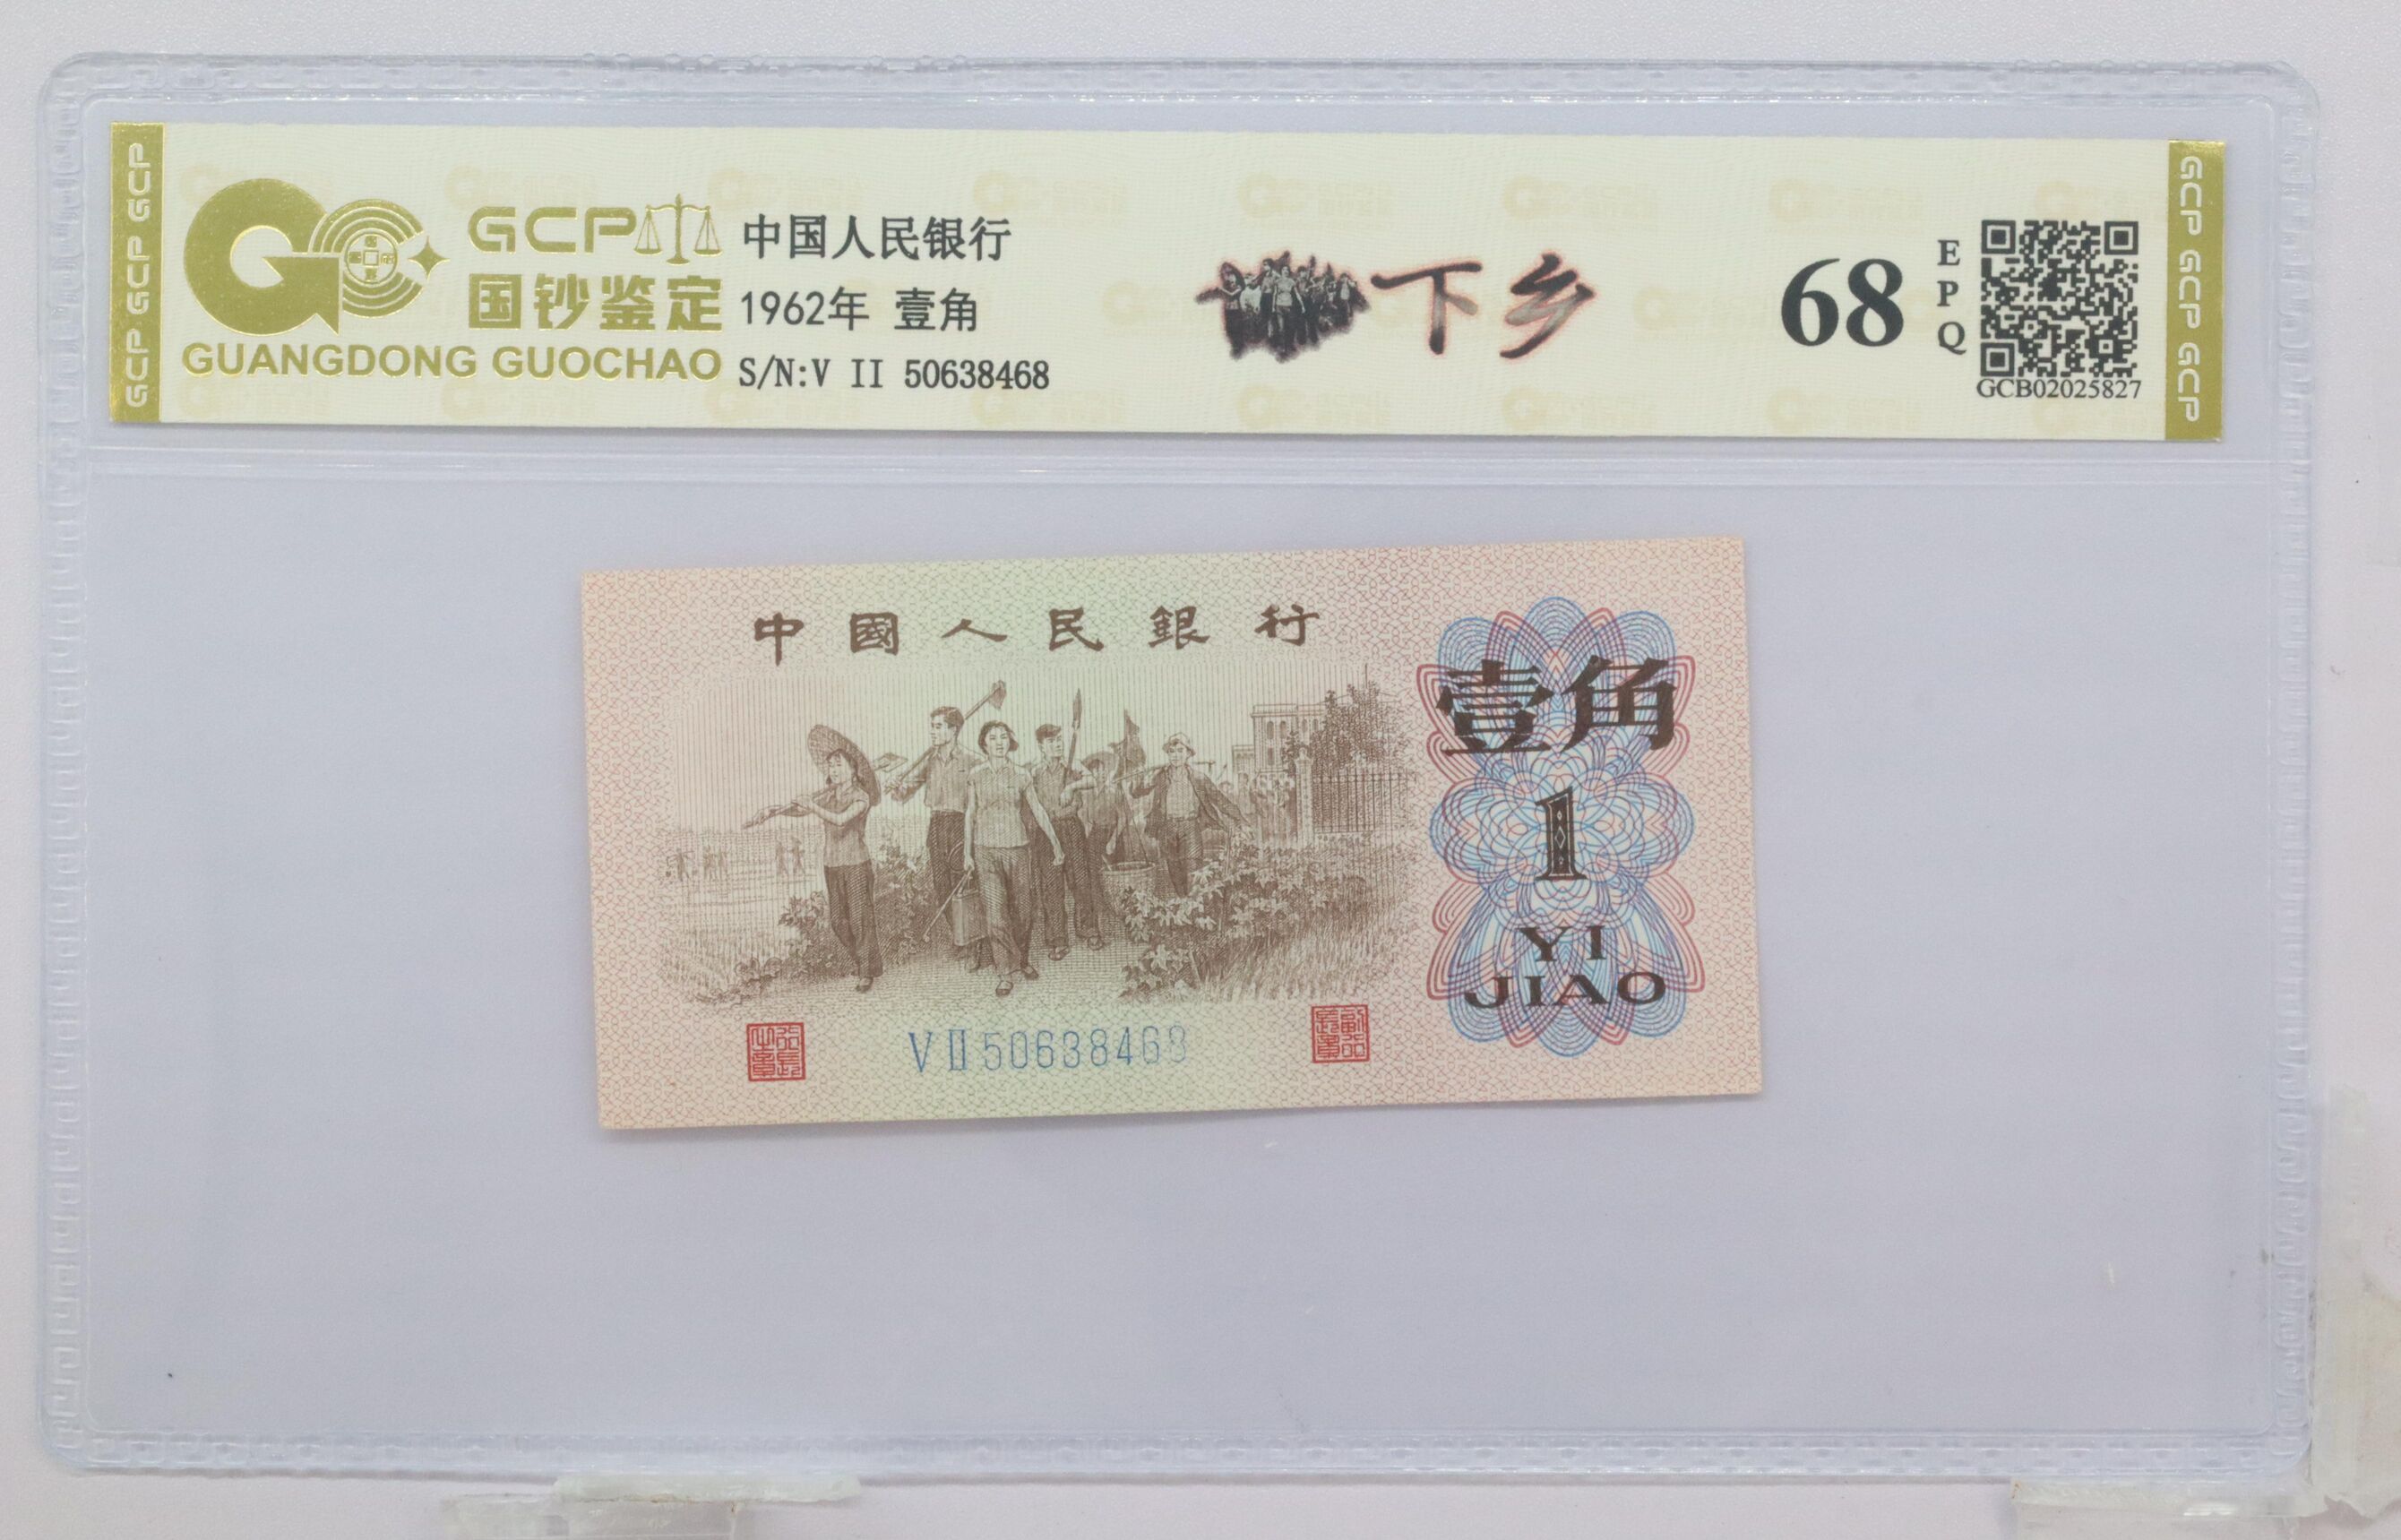 GCP GCP GCP
GCP
国钞鉴定
GUANGDONG GUOCHAO
中国人民银行
1962年 壹角
S/N:V II 50638468
下乡
68
E
P
Q
GCB02025827
GCP GCP GCP
中國人民銀行
壹角
1
YI
JIAO
V II 50638468